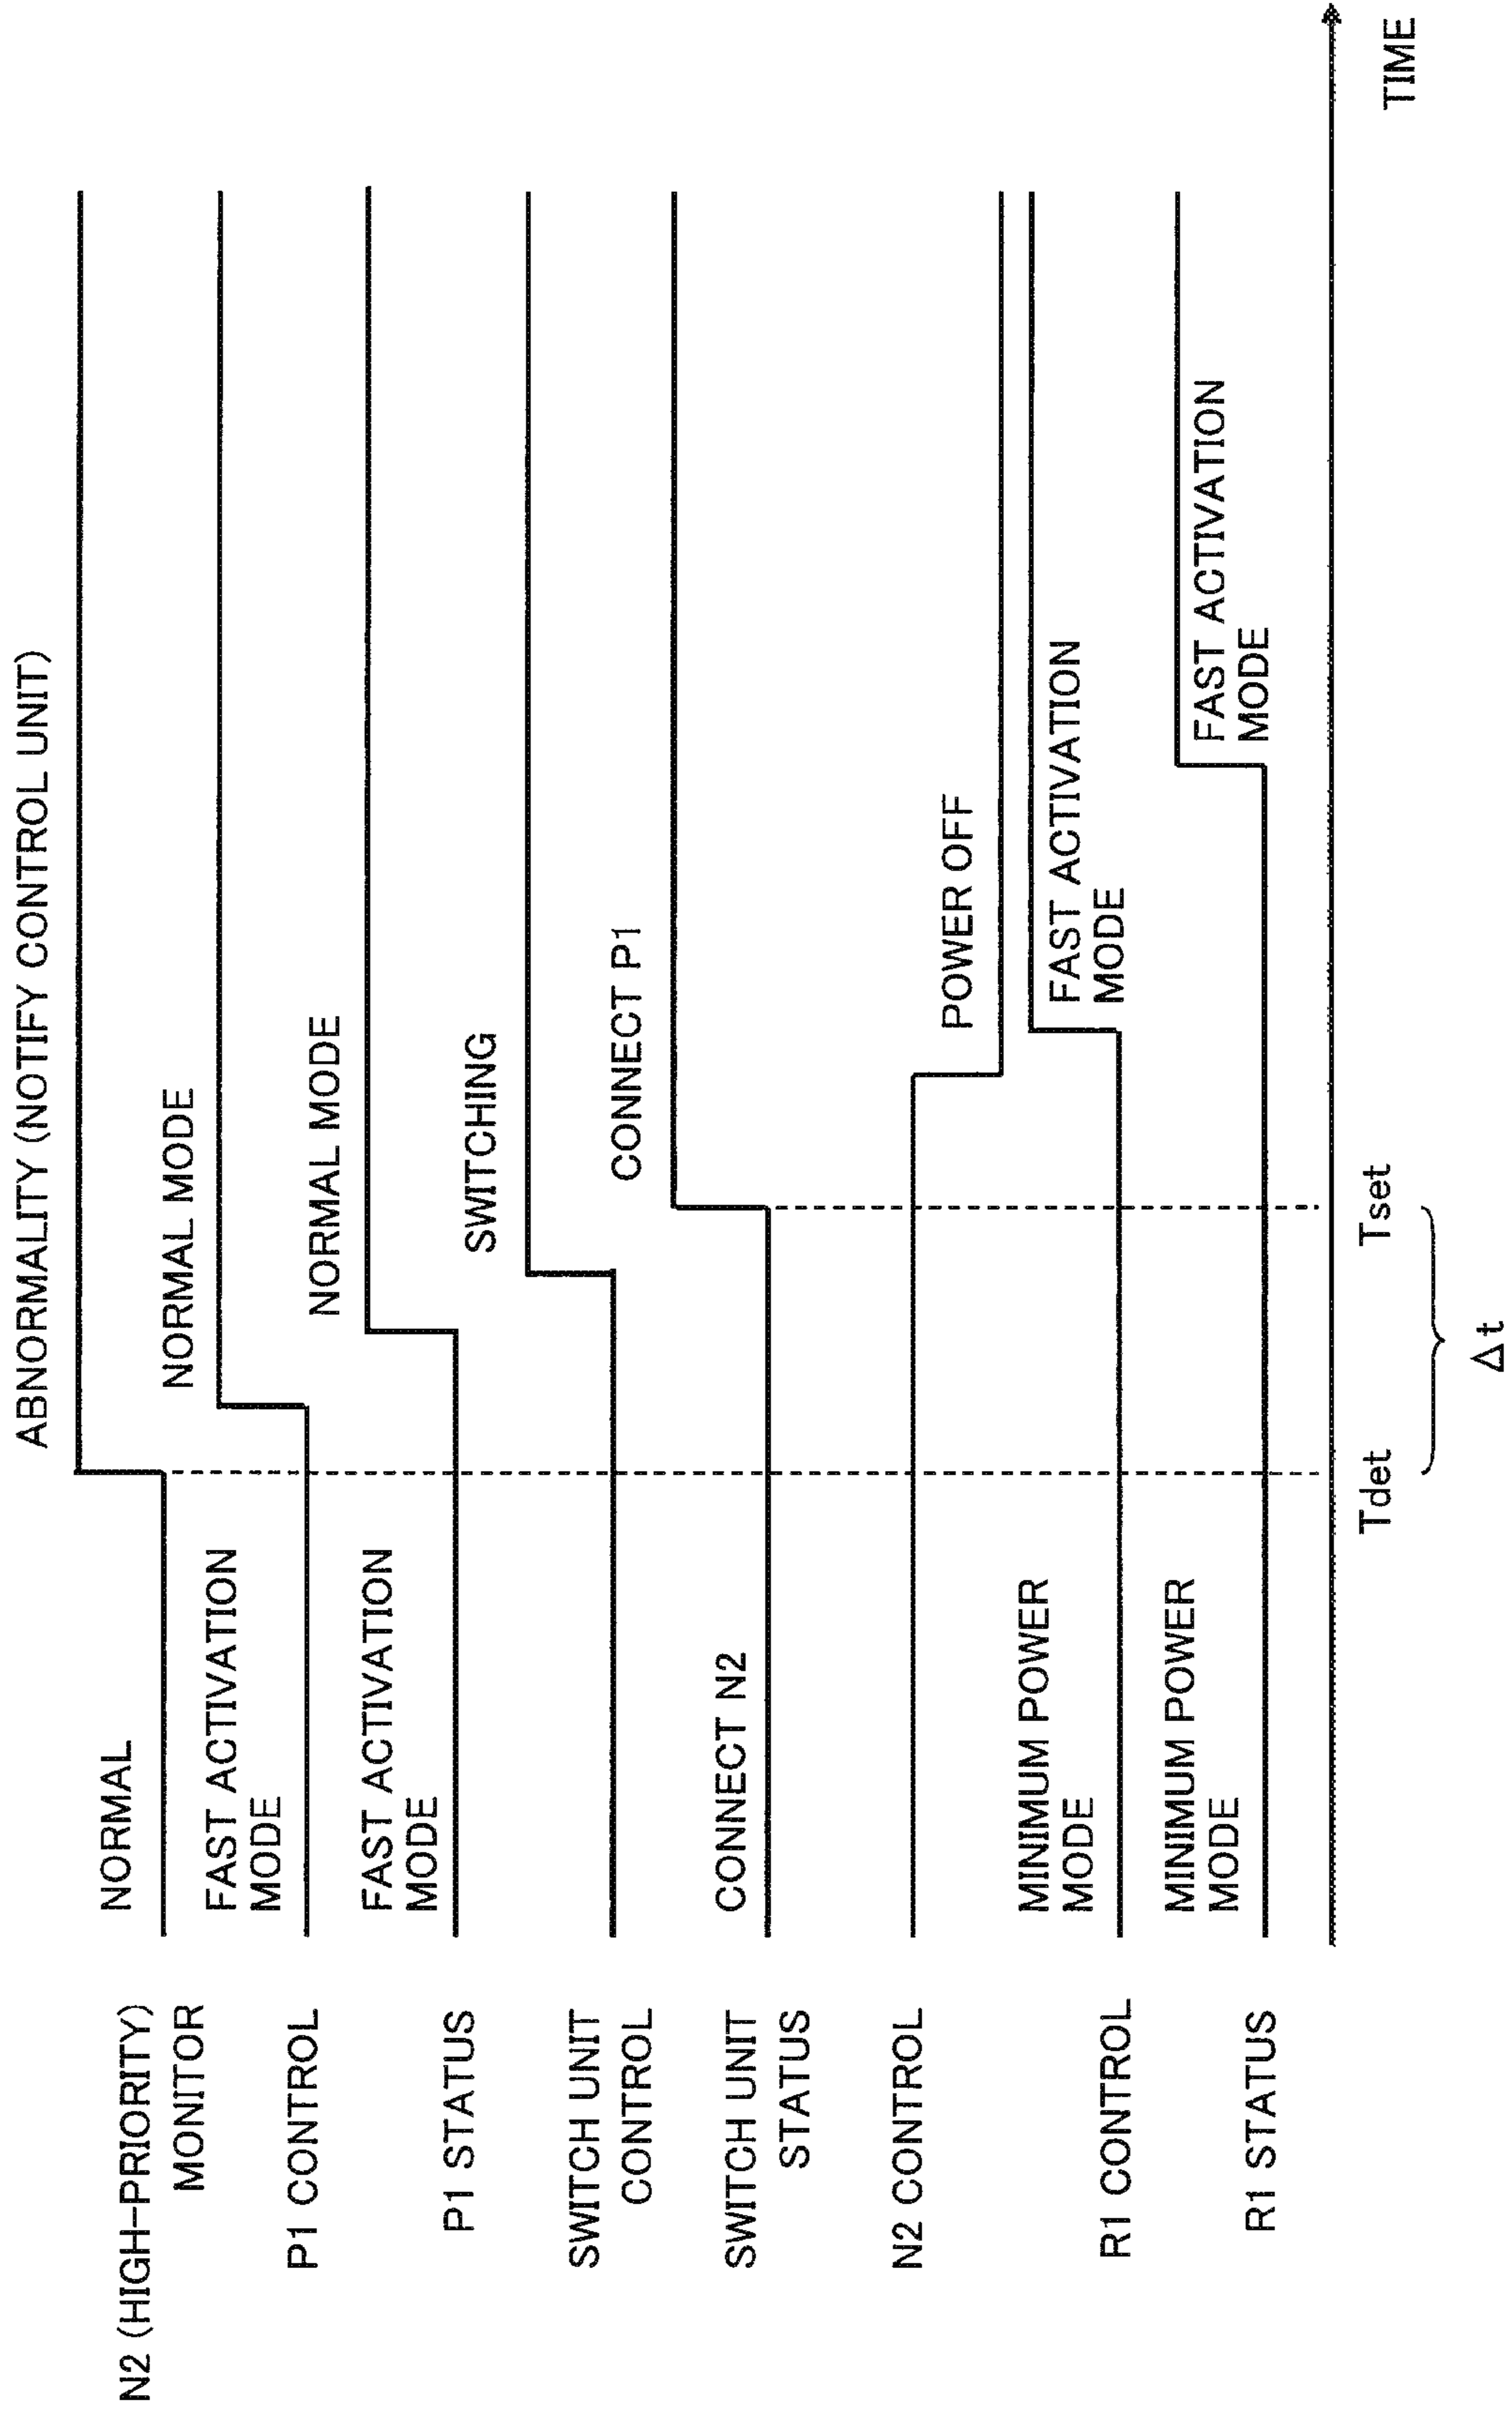 ABNORMALITY (NOTIFY CONTROL UNIT)
N2 (HIGH-PRIORITY)
MONITOR
NORMAL
P1 CONTROL
FAST ACTIVATION
MODE
NORMAL MODE
P1 STATUS
FAST ACTIVATION
MODE
NORMAL MODE
SWITCH UNIT
CONTROL
SWITCHING
SWITCH UNIT
STATUS
CONNECT N2
CONNECT P1
N2 CONTROL
POWER OFF
R1 CONTROL
MINIMUM POWER
MODE
FAST ACTIVATION
MODE
R1 STATUS
MINIMUM POWER
MODE
FAST ACTIVATION
MODE
Tdet
Tset
TIME
Δt